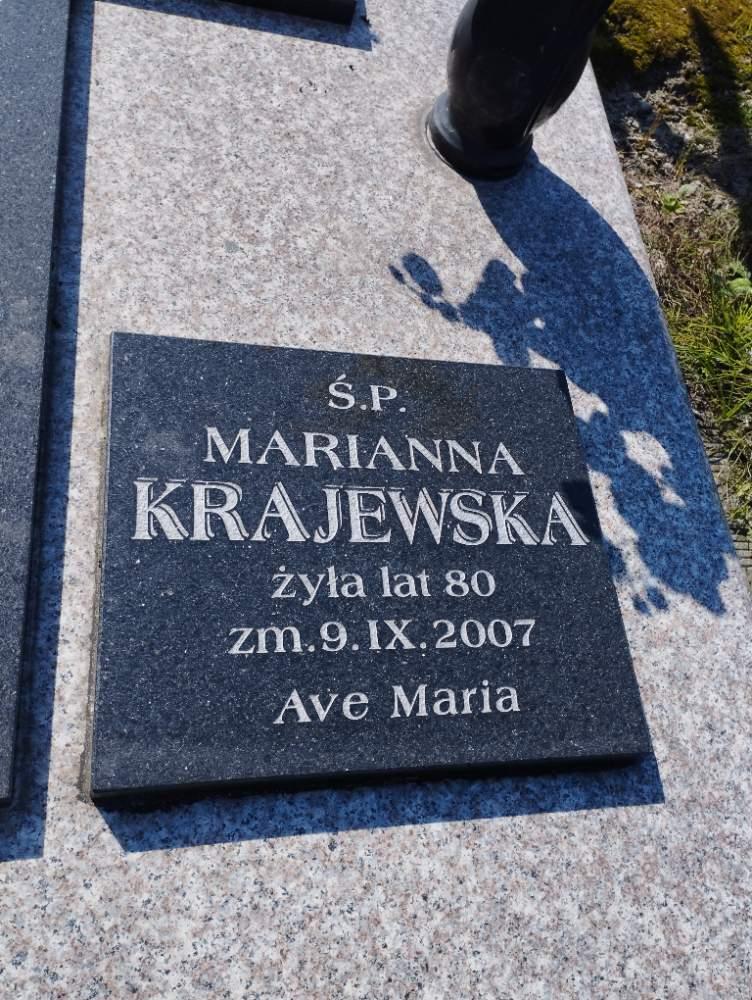 Ś.P.
MARIANNA
KRAJEWSKA
żyła lat 80
zm.9.IX.2007
Ave Maria